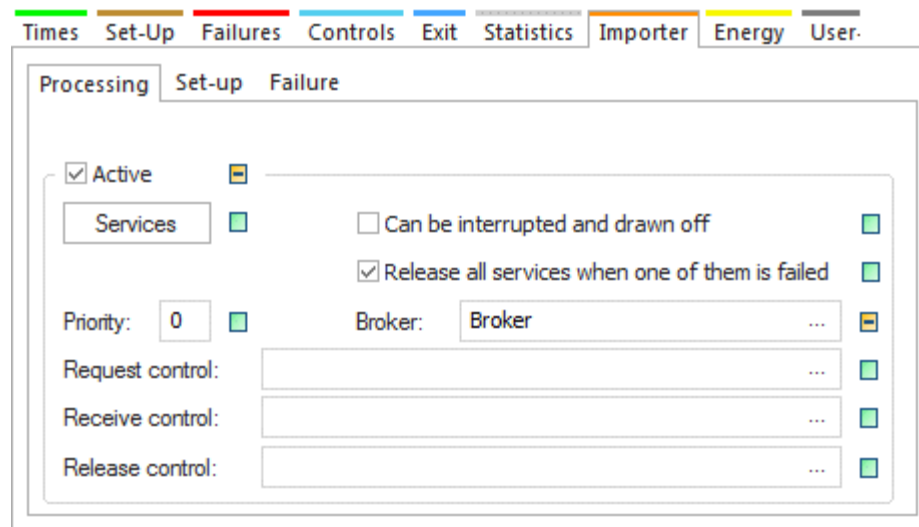 Times Set-Up Failures Controls Exit Statistics Importer Energy User-
Processing Set-up Failure
Active
Services Can be interrupted and drawn off
Release all services when one of them is failed
Priority: 0 Broker: Broker ...
Request control: ...
Receive control: ...
Release control: ...